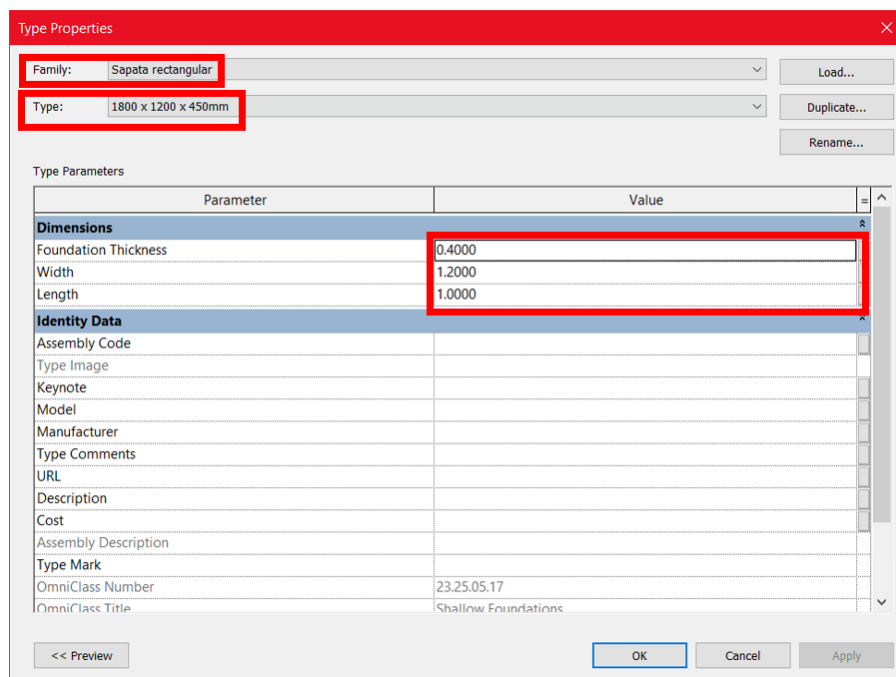 Type Properties
Family: Sapata rectangular
Load...
Type: 1800 x 1200 x 450mm
Duplicate...
Rename...
Type Parameters
Parameter Value =
Dimensions
Foundation Thickness 0.4000
Width 1.2000
Length 1.0000
Identity Data
Assembly Code
Type Image
Keynote
Model
Manufacturer
Type Comments
URL
Description
Cost
Assembly Description
Type Mark
OmniClass Number 23.25.05.17
OmniClass Title Shallow Foundations
<< Preview OK Cancel Apply